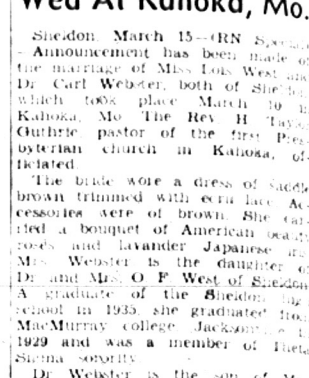 Wed At Kahoka, Mo.
Sheldon, March 15—(RN
Announcement has been made of
the marriage of Miss Lois West and
Dr. Carl Webster, both of
which took place March 10 in
Kahoka, Mo The Rev H
Guthrie, pastor of the first Pres-
byterian church in Kahoka, of-
ficiated.
The bride wore a dress of saddle
brown trimmed with ecru lace Ac-
cessories were of brown. She car-
ried a bouquet of American beauty
roses and lavander Japanese
Mrs Webster is the daughter of
Dr and Mrs. O F West of Sheldon
A graduate of the Sheldon high
school in 1935, she graduated from
MacMurray college,
1929 and was a member of Theta
Sigma sorority
Dr Webster is the son of